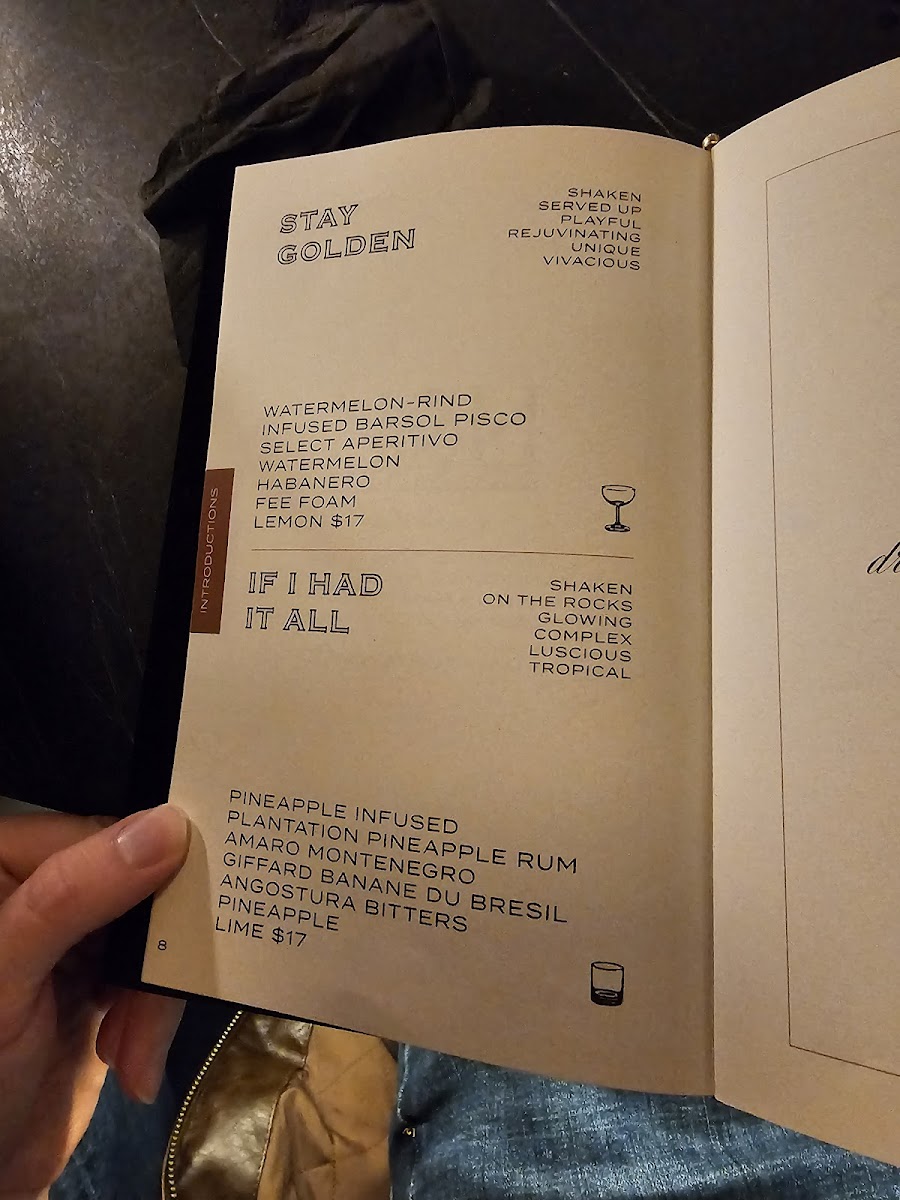 STAY
GOLDEN
SHAKEN
SERVED UP
PLAYFUL
REJUVINATING
UNIQUE
VIVACIOUS
WATERMELON-RIND
INFUSED BARSOL PISCO
SELECT APERITIVO
WATERMELON
HABANERO
FEE FOAM
LEMON $17
INTRODUCTIONS
IF I HAD
IT ALL
SHAKEN
ON THE ROCKS
GLOWING
COMPLEX
LUSCIOUS
TROPICAL
PINEAPPLE INFUSED
PLANTATION PINEAPPLE RUM
AMARO MONTENEGRO
GIFFARD BANANE DU BRESIL
ANGOSTURA BITTERS
PINEAPPLE
LIME $17
8